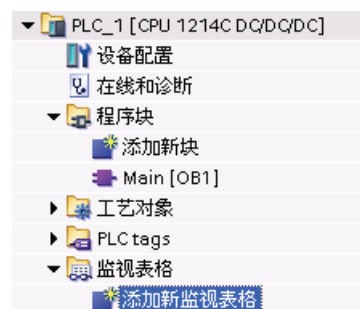 PLC_1 [CPU 1214C DC/DC/DC]
设备配置
在线和诊断
程序块
添加新块
Main [OB1]
工艺对象
PLC tags
监视表格
添加新监视表格